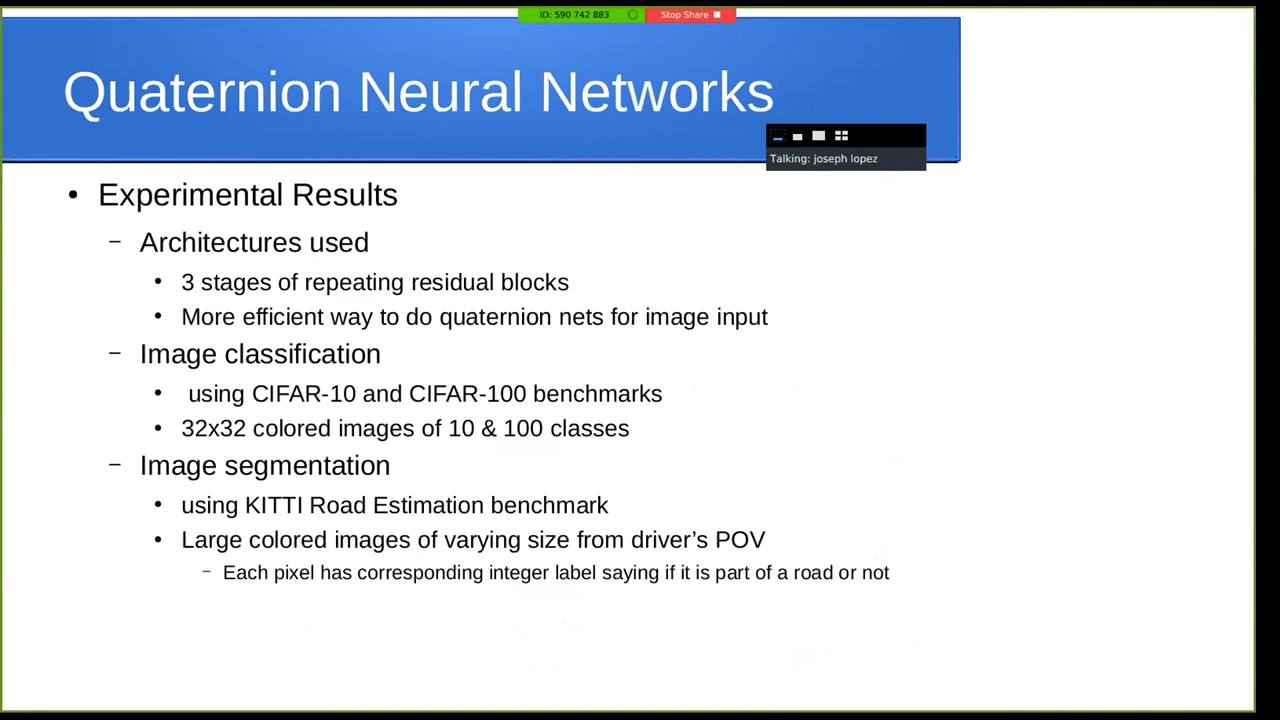 ID: 590 742 883 Stop Share
Quaternion Neural Networks
Talking: joseph lopez
• Experimental Results
– Architectures used
• 3 stages of repeating residual blocks
• More efficient way to do quaternion nets for image input
– Image classification
• using CIFAR-10 and CIFAR-100 benchmarks
• 32x32 colored images of 10 & 100 classes
– Image segmentation
• using KITTI Road Estimation benchmark
• Large colored images of varying size from driver’s POV
– Each pixel has corresponding integer label saying if it is part of a road or not